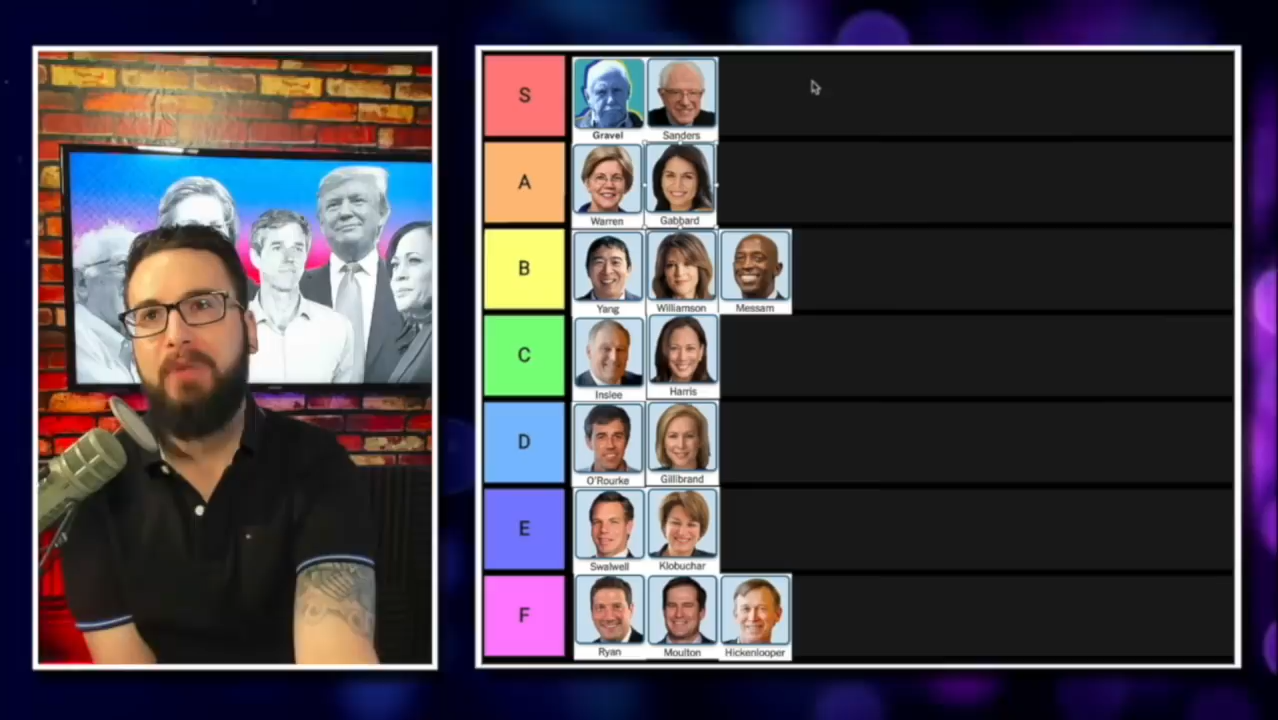 S
Gravel Sanders
A
Warren Gabbard
B
Yang Williamson Messam
C
Inslee Harris
D
O'Rourke Gillibrand
E
Swalwell Klobuchar
F
Ryan Moulton Hickenlooper